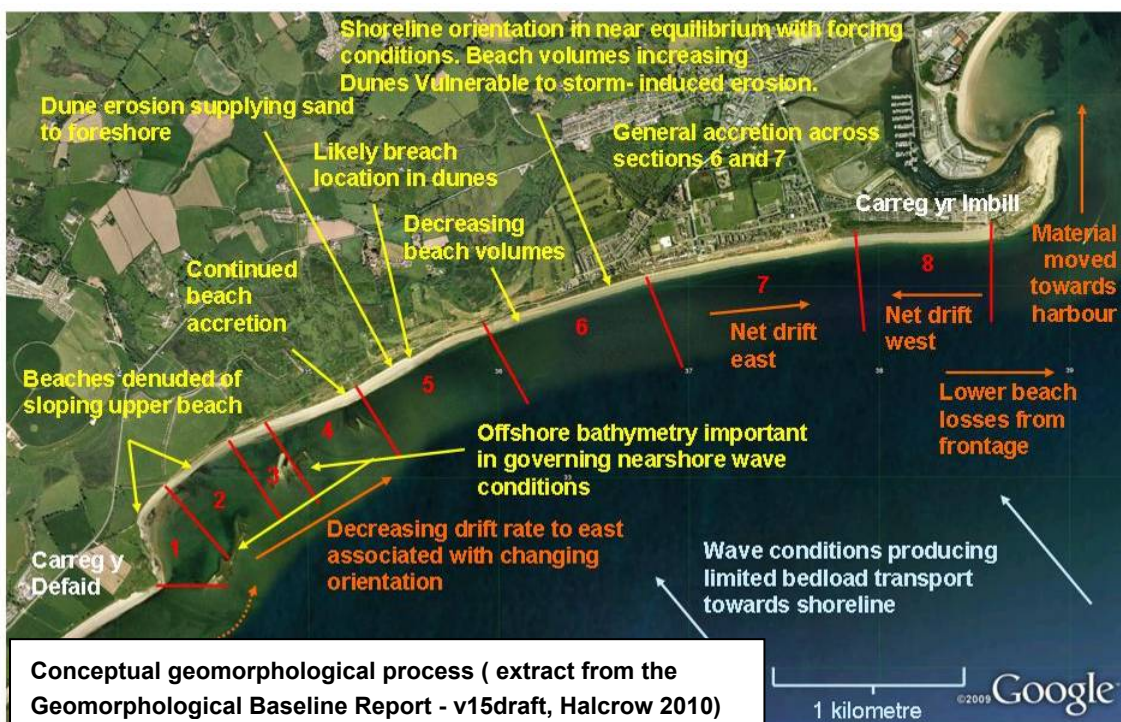 Shoreline orientation in near equilibrium with forcing
conditions. Beach volumes increasing
Dunes Vulnerable to storm- induced erosion.
Dune erosion supplying sand
to foreshore
Likely breach
location in dunes
General accretion across
sections 6 and 7
Decreasing
beach volumes
Carreg yr Imbill
Continued
beach
accretion
Material
moved
towards
harbour
Beaches denuded of
sloping upper beach
1
2
3
4
5
6
7
8
Net drift
east
Net drift
west
Lower beach
losses from
frontage
Offshore bathymetry important
in governing nearshore wave
conditions
Decreasing drift rate to east
associated with changing
orientation
Carreg y
Defaid
Wave conditions producing
limited bedload transport
towards shoreline
35
36
37
38
39
Conceptual geomorphological process ( extract from the
Geomorphological Baseline Report - v15draft, Halcrow 2010)
1 kilometre
©2009 Google